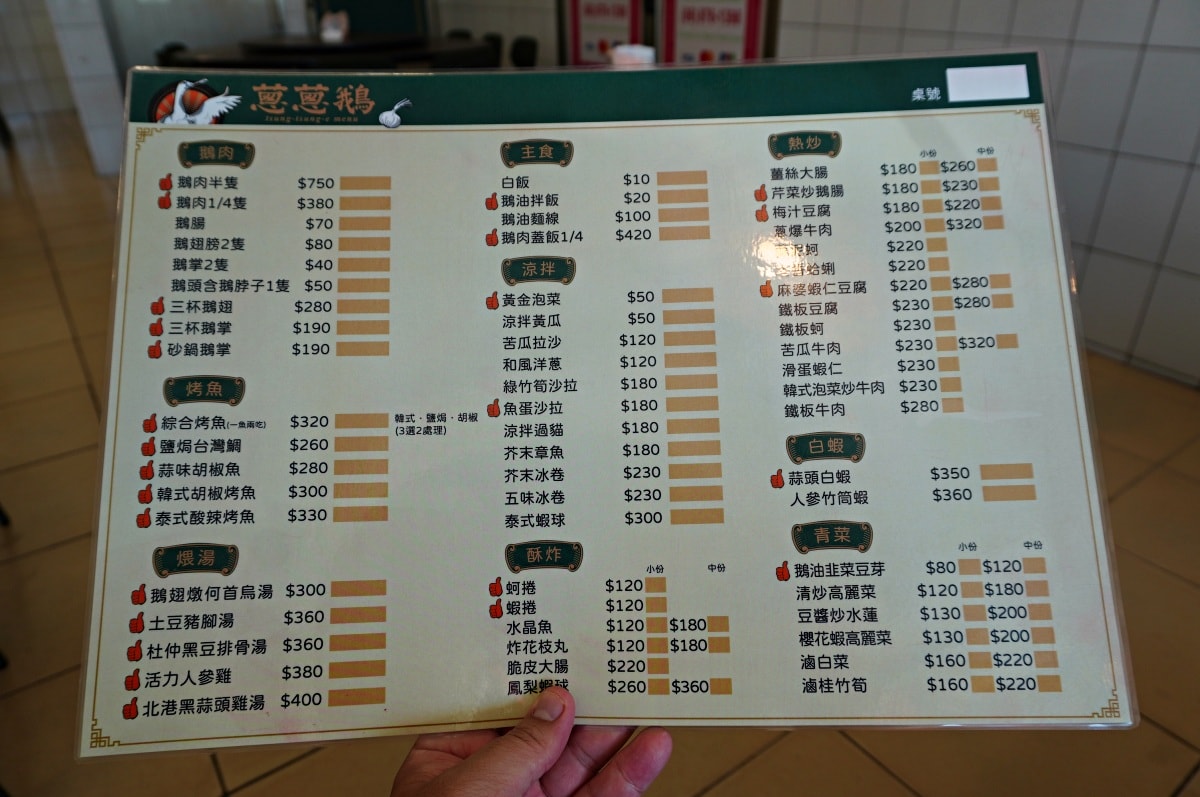 蔥蔥鵝
tsung-tsung-e menu
桌號
鵝肉
鵝肉半隻 $750
鵝肉1/4隻 $380
鵝腸 $70
鵝翅膀2隻 $80
鵝掌2隻 $40
鵝頭含鵝脖子1隻 $50
三杯鵝翅 $280
三杯鵝掌 $190
砂鍋鵝掌 $190
烤魚
綜合烤魚(一魚兩吃) $320 韓式·鹽焗·胡椒
(3選2處理)
鹽焗台灣鯛 $260
蒜味胡椒魚 $280
韓式胡椒烤魚 $300
泰式酸辣烤魚 $330
煨湯
鵝翅燉何首烏湯 $300
土豆豬腳湯 $360
杜仲黑豆排骨湯 $360
活力人參雞 $380
北港黑蒜頭雞湯 $400
主食
白飯 $10
鵝油拌飯 $20
鵝油麵線 $100
鵝肉蓋飯1/4 $420
涼拌
黃金泡菜 $50
涼拌黃瓜 $50
苦瓜拉沙 $120
和風洋蔥 $120
綠竹筍沙拉 $180
魚蛋沙拉 $180
涼拌過貓 $180
芥末章魚 $180
芥末冰卷 $230
五味冰卷 $230
泰式蝦球 $300
酥炸
小份 中份
蚵捲 $120
蝦捲 $120
水晶魚 $120 $180
炸花枝丸 $120 $180
脆皮大腸 $220
鳳梨蝦球 $260 $360
熱炒
小份 中份
薑絲大腸 $180 $260
芹菜炒鵝腸 $180 $230
梅汁豆腐 $180 $220
蔥爆牛肉 $200 $320
蚵 $220
蛤蜊 $220
麻婆蝦仁豆腐 $220 $280
鐵板豆腐 $230 $280
鐵板蚵 $230
苦瓜牛肉 $230 $320
滑蛋蝦仁 $230
韓式泡菜炒牛肉 $230
鐵板牛肉 $280
白蝦
蒜頭白蝦 $350
人參竹筒蝦 $360
青菜
小份 中份
鵝油韭菜豆芽 $80 $120
清炒高麗菜 $120 $180
豆醬炒水蓮 $130 $200
櫻花蝦高麗菜 $130 $200
滷白菜 $160 $220
滷桂竹筍 $160 $220